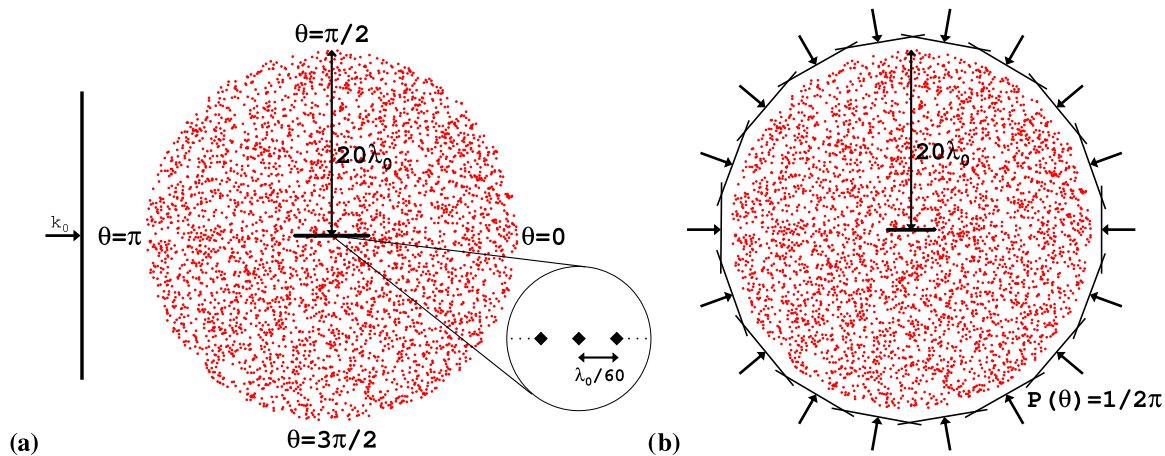 θ=π/2
20λ₀
k₀
θ=π
θ=0
λ₀/60
θ=3π/2
(a)
20λ₀
P(θ)=1/2π
(b)